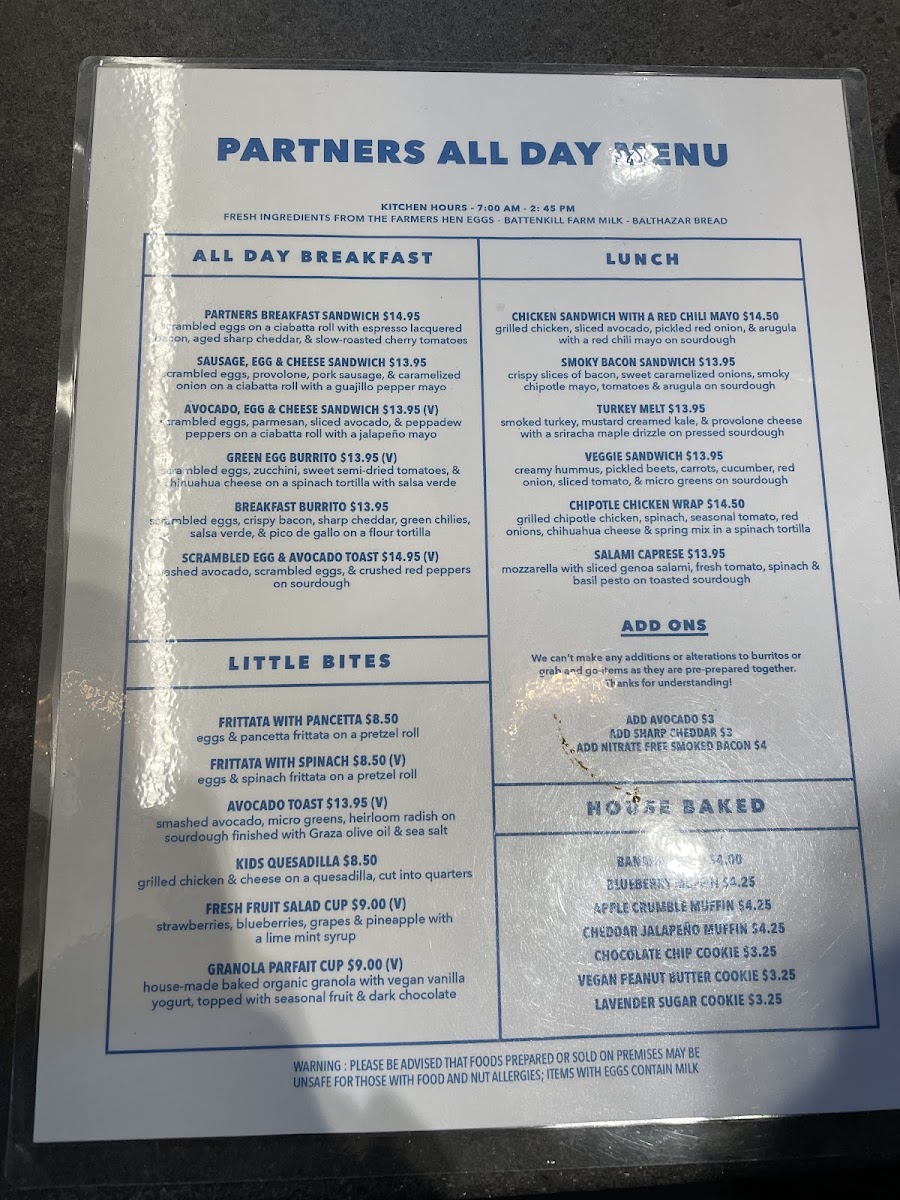 PARTNERS ALL DAY MENU
KITCHEN HOURS - 7:00 AM - 2: 45 PM
FRESH INGREDIENTS FROM THE FARMERS HEN EGGS - BATTENKILL FARM MILK - BALTHAZAR BREAD
ALL DAY BREAKFAST
PARTNERS BREAKFAST SANDWICH $14.95
scrambled eggs on a ciabatta roll with espresso lacquered
bacon, aged sharp cheddar, & slow-roasted cherry tomatoes
SAUSAGE, EGG & CHEESE SANDWICH $13.95
scrambled eggs, provolone, pork sausage, & caramelized
onion on a ciabatta roll with a guajillo pepper mayo
AVOCADO, EGG & CHEESE SANDWICH $13.95 (V)
scrambled eggs, parmesan, sliced avocado, & peppadew
peppers on a ciabatta roll with a jalapeño mayo
GREEN EGG BURRITO $13.95 (V)
scrambled eggs, zucchini, sweet semi-dried tomatoes, &
chihuahua cheese on a spinach tortilla with salsa verde
BREAKFAST BURRITO $13.95
scrambled eggs, crispy bacon, sharp cheddar, green chilies,
salsa verde, & pico de gallo on a flour tortilla
SCRAMBLED EGG & AVOCADO TOAST $14.95 (V)
smashed avocado, scrambled eggs, & crushed red peppers
on sourdough
LITTLE BITES
FRITTATA WITH PANCETTA $8.50
eggs & pancetta frittata on a pretzel roll
FRITTATA WITH SPINACH $8.50 (V)
eggs & spinach frittata on a pretzel roll
AVOCADO TOAST $13.95 (V)
smashed avocado, micro greens, heirloom radish on
sourdough finished with Graza olive oil & sea salt
KIDS QUESADILLA $8.50
grilled chicken & cheese on a quesadilla, cut into quarters
FRESH FRUIT SALAD CUP $9.00 (V)
strawberries, blueberries, grapes & pineapple with
a lime mint syrup
GRANOLA PARFAIT CUP $9.00 (V)
house-made baked organic granola with vegan vanilla
yogurt, topped with seasonal fruit & dark chocolate
LUNCH
CHICKEN SANDWICH WITH A RED CHILI MAYO $14.50
grilled chicken, sliced avocado, pickled red onion, & arugula
with a red chili mayo on sourdough
SMOKY BACON SANDWICH $13.95
crispy slices of bacon, sweet caramelized onions, smoky
chipotle mayo, tomatoes & arugula on sourdough
TURKEY MELT $13.95
smoked turkey, mustard creamed kale, & provolone cheese
with a sriracha maple drizzle on pressed sourdough
VEGGIE SANDWICH $13.95
creamy hummus, pickled beets, carrots, cucumber, red
onion, sliced tomato, & micro greens on sourdough
CHIPOTLE CHICKEN WRAP $14.50
grilled chipotle chicken, spinach, seasonal tomato, red
onions, chihuahua cheese & spring mix in a spinach tortilla
SALAMI CAPRESE $13.95
mozzarella with sliced genoa salami, fresh tomato, spinach &
basil pesto on toasted sourdough
ADD ONS
We can't make any additions or alterations to burritos or
grab and go items as they are pre-prepared together.
Thanks for understanding!
ADD AVOCADO $3
ADD SHARP CHEDDAR $3
ADD NITRATE FREE SMOKED BACON $4
HOUSE BAKED
$4.00
BLUEBERRY MUFFIN $4.25
APPLE CRUMBLE MUFFIN $4.25
CHEDDAR JALAPEÑO MUFFIN $4.25
CHOCOLATE CHIP COOKIE $3.25
VEGAN PEANUT BUTTER COOKIE $3.25
LAVENDER SUGAR COOKIE $3.25
WARNING : PLEASE BE ADVISED THAT FOODS PREPARED OR SOLD ON PREMISES MAY BE
UNSAFE FOR THOSE WITH FOOD AND NUT ALLERGIES; ITEMS WITH EGGS CONTAIN MILK